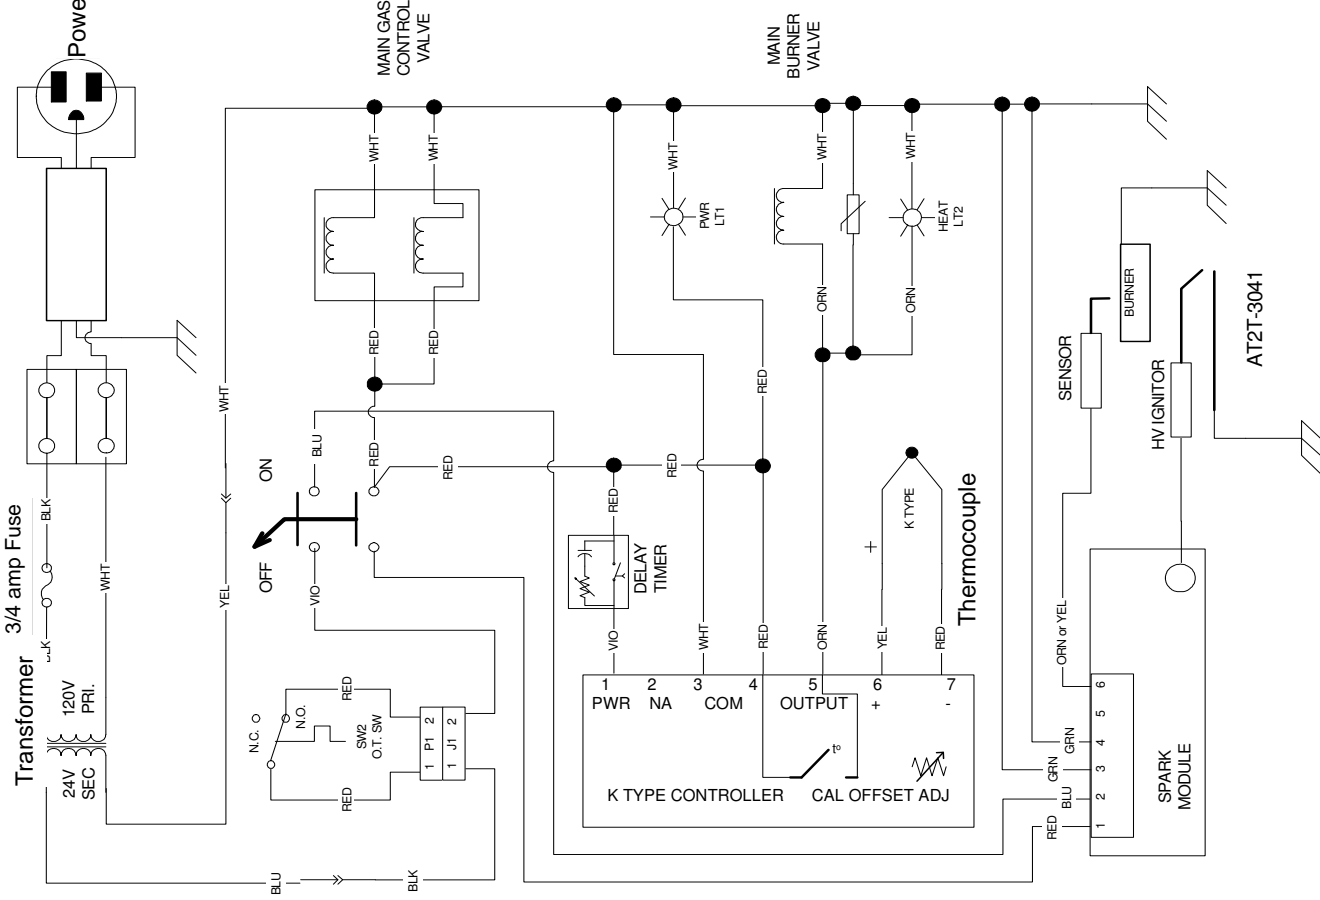 Power
MAIN GAS
CONTROL
VALVE
MAIN
BURNER
VALVE
WHT
WHT
WHT
WHT
WHT
PWR
LT1
HEAT
LT2
RED
RED
ORN
ORN
RED
BURNER
SENSOR
HV IGNITOR
AT2T-3041
WHT
3/4 amp Fuse
BLK
WHT
ON
OFF
BLU
RED
RED
RED
RED
K TYPE
+
Thermocouple
DELAY
TIMER
YEL
VIO
VIO
WHT
RED
ORN
YEL
RED
ORN or YEL
Transformer
120V
PRI.
24V
SEC
N.C.
N.O.
RED
SW2
O.T. SW
RED
1 P1 2
1 J1 2
1 2 3 4 5 6 7
PWR NA COM OUTPUT + -
tº
K TYPE CONTROLLER CAL OFFSET ADJ
GRN
GRN
BLU
RED
6
5
4
3
2
1
SPARK
MODULE
BLU
BLK